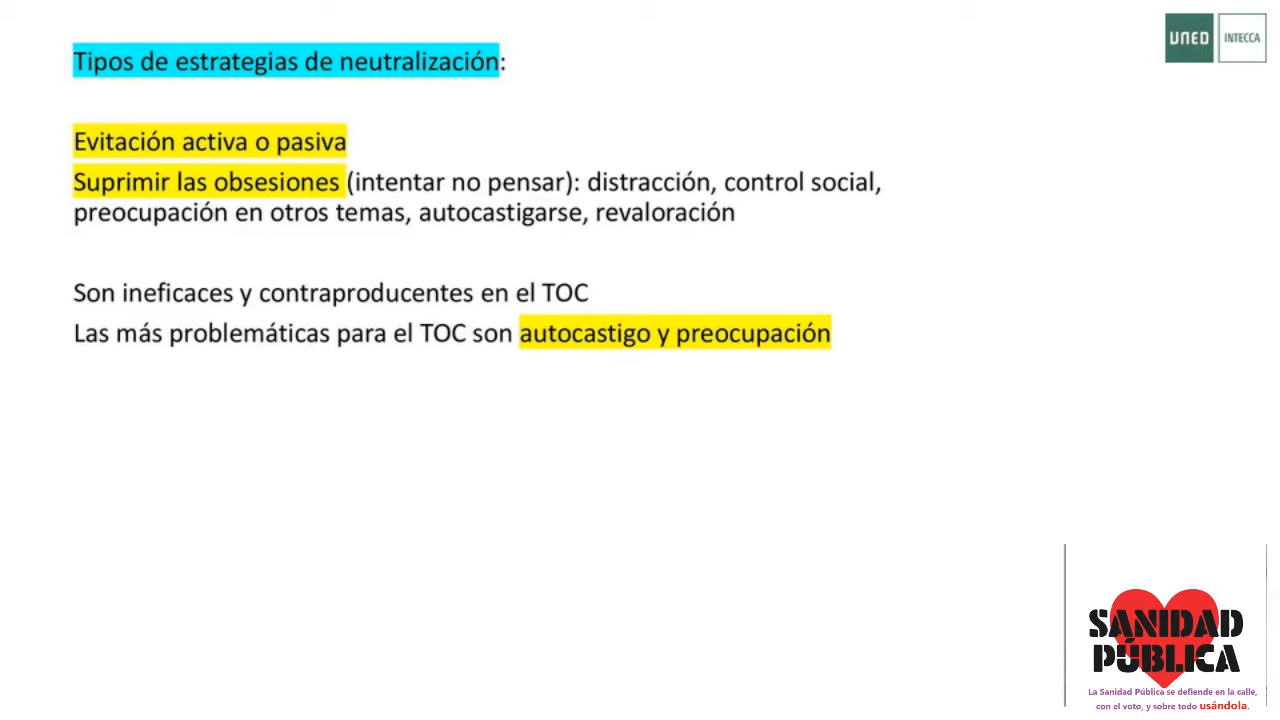 UNED INTECCA
Tipos de estrategias de neutralización:
Evitación activa o pasiva
Suprimir las obsesiones (intentar no pensar): distracción, control social,
preocupación en otros temas, autocastigarse, revaloración
Son ineficaces y contraproducentes en el TOC
Las más problemáticas para el TOC son autocastigo y preocupación
SANIDAD
PÚBLICA
La Sanidad Pública se defiende en la calle,
con el voto, y sobre todo usándola.